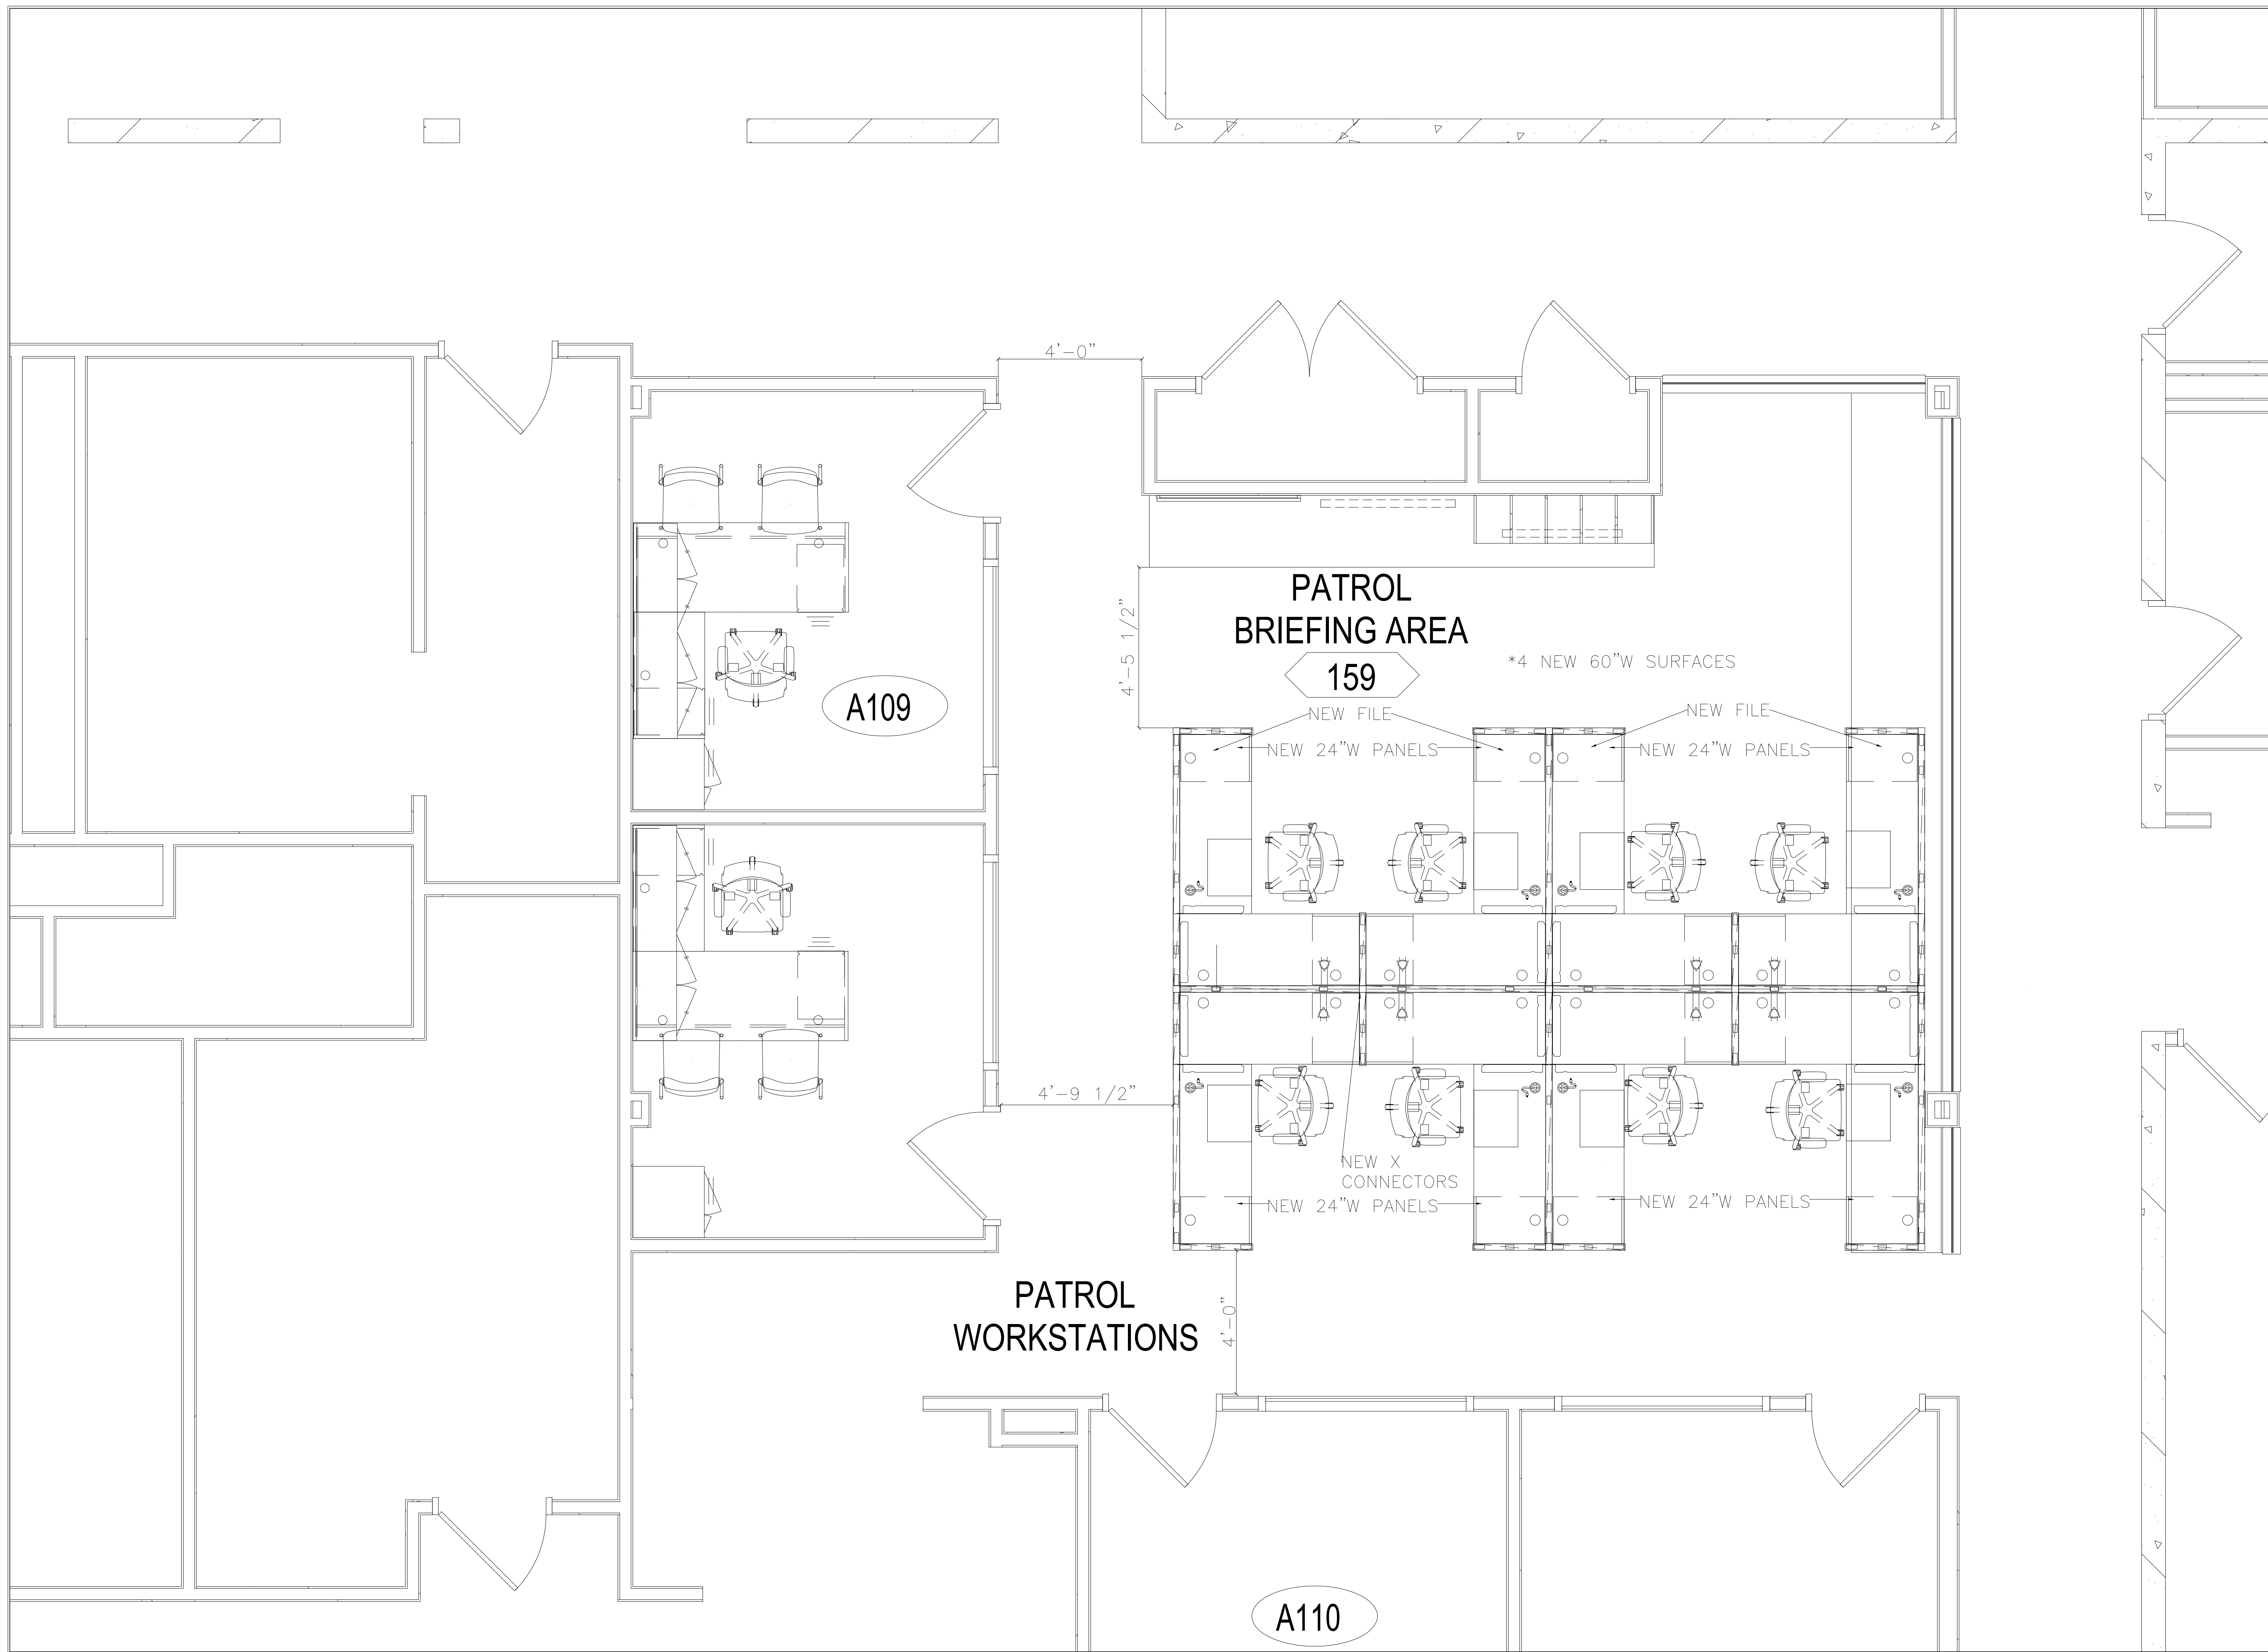 4'-0"
4'-5 1/2"
PATROL
BRIEFING AREA
159
*4 NEW 60"W SURFACES
A109
NEW FILE
NEW FILE
NEW 24"W PANELS
NEW 24"W PANELS
4'-9 1/2"
NEW X
CONNECTORS
NEW 24"W PANELS
NEW 24"W PANELS
PATROL
WORKSTATIONS
4'-0"
A110